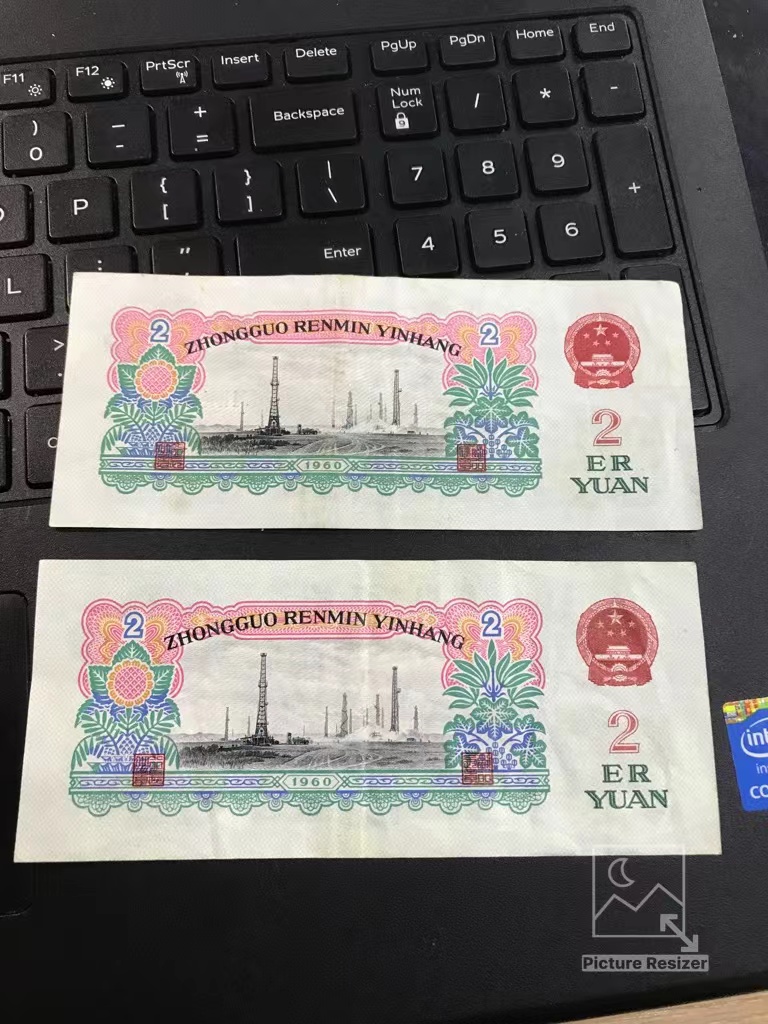 F11 F12 PrtScr Insert Delete PgUp PgDn Home End
) 0 — - + = Backspace Num Lock 9 / * -
P { [ } ] | \ 7 8 9 +
L : " Enter 4 5 6
>
.
2 ZHONGGUO RENMIN YINHANG 2
1960
2
ER
YUAN
2 ZHONGGUO RENMIN YINHANG 2
1960
2
ER
YUAN
Picture Resizer